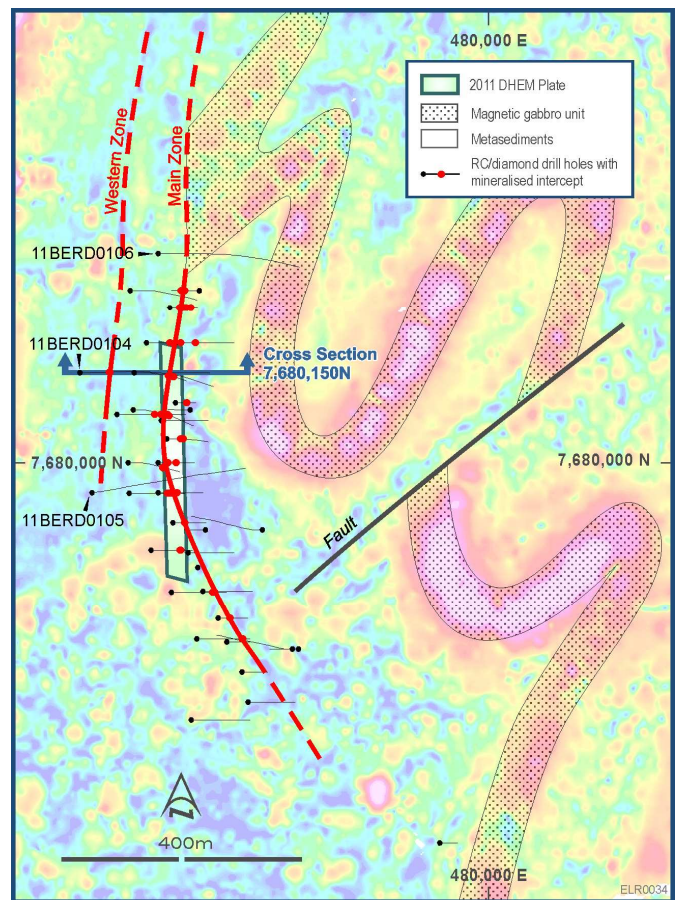 480,000 E
2011 DHEM Plate
Magnetic gabbro unit
Metasediments
RC/diamond drill holes with
mineralised intercept
Western Zone
Main Zone
11BERD0106
11BERD0104
Cross Section
7,680,150N
7,680,000 N
7,680,000 N
11BERD0105
Fault
N
400m
480,000 E
ELR0034